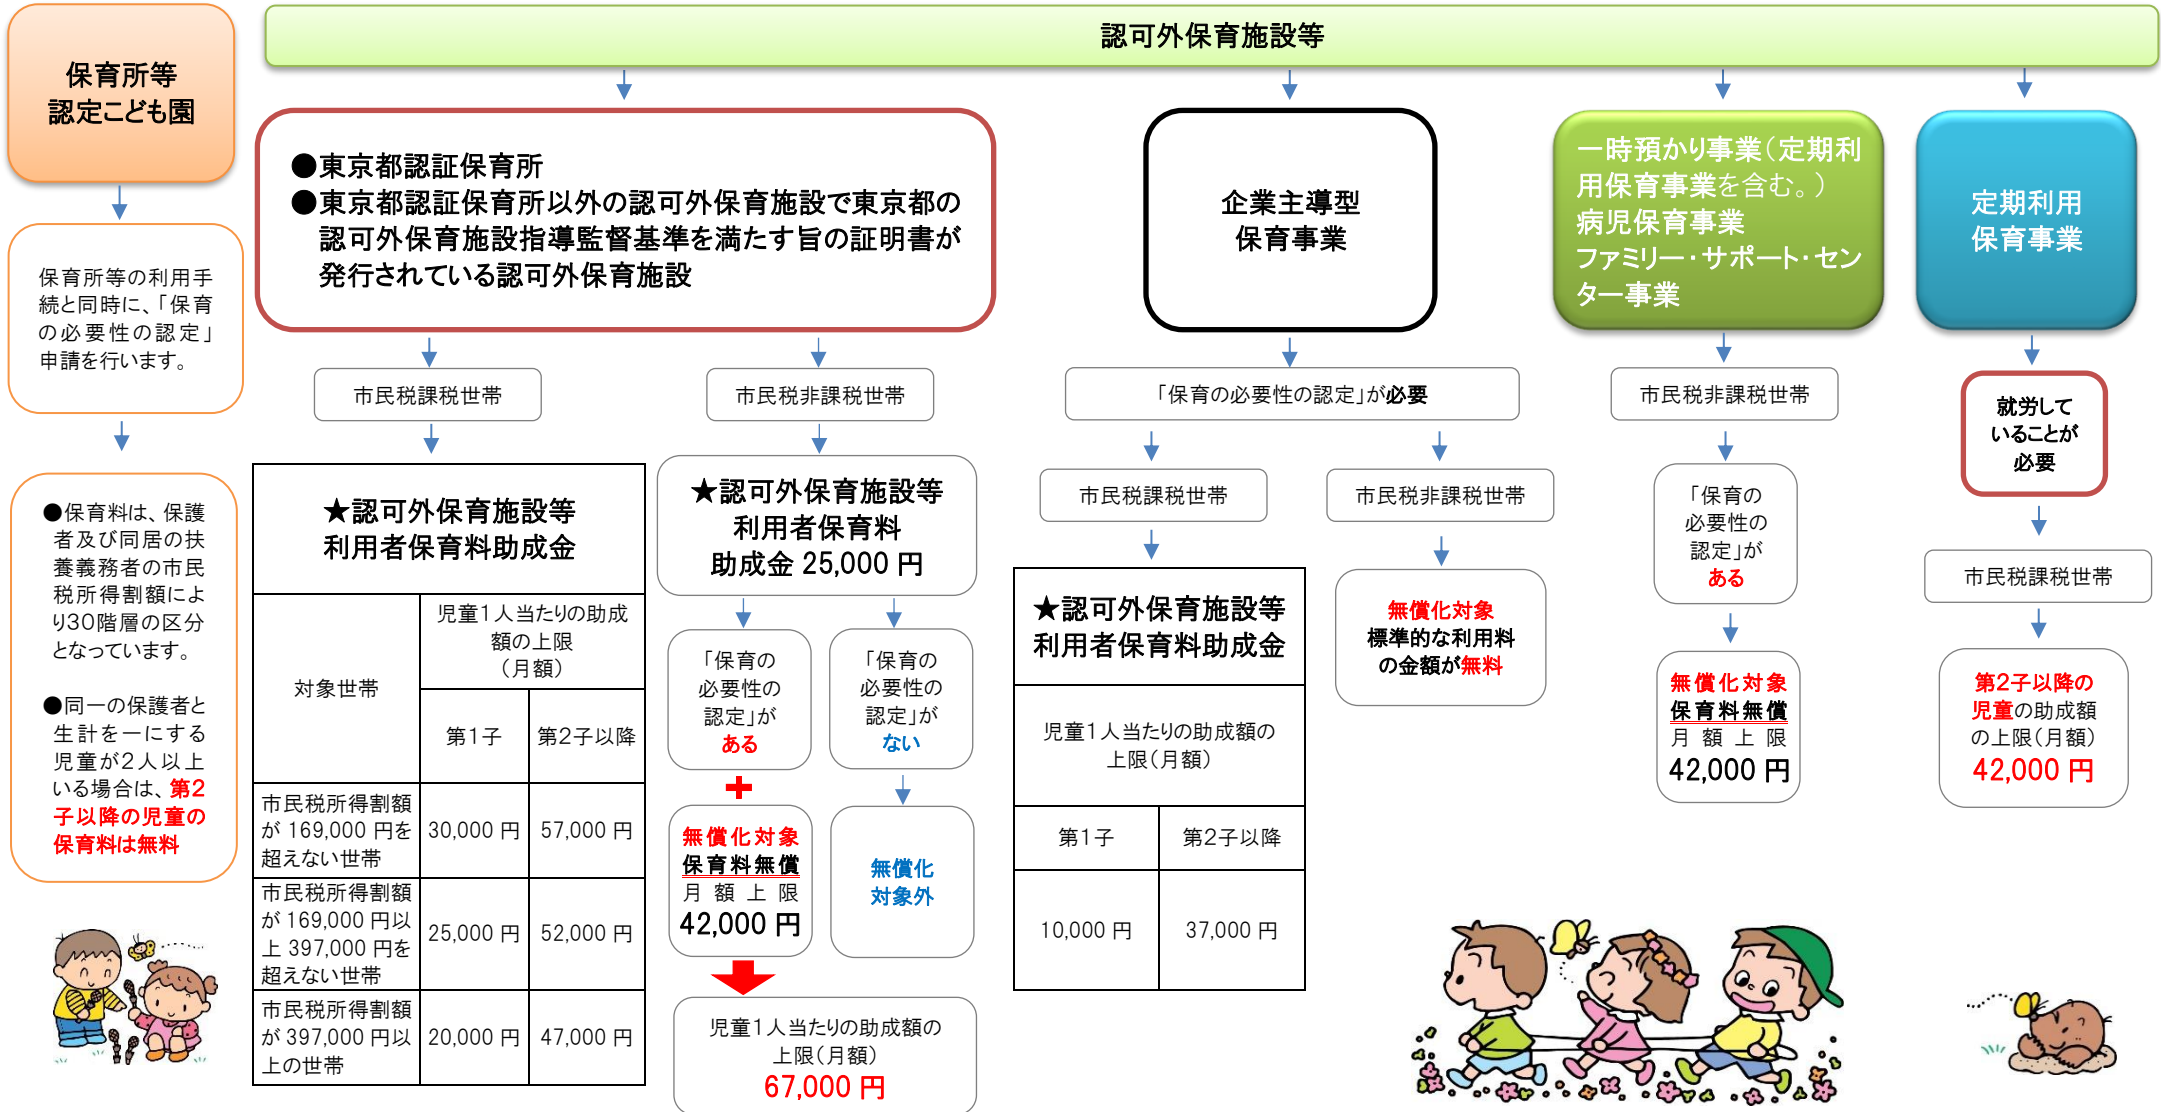 保育所等
認定こども園
保育所等の利用手
続と同時に、「保育
の必要性の認定」
申請を行います。
●保育料は、保護
者及び同居の扶
養義務者の市民
税所得割額によ
り30階層の区分
となっています。
●同一の保護者と
生計を一にする
児童が2人以上
いる場合は、第2
子以降の児童の
保育料は無料
認可外保育施設等
●東京都認証保育所
●東京都認証保育所以外の認可外保育施設で東京都の
認可外保育施設指導監督基準を満たす旨の証明書が
発行されている認可外保育施設
市民税課税世帯
★認可外保育施設等
利用者保育料助成金
対象世帯
児童1人当たりの助成
額の上限
（月額）
第1子
第2子以降
市民税所得割額
が 169,000 円を
超えない世帯
30,000 円
57,000 円
市民税所得割額
が 169,000 円以
上 397,000 円を
超えない世帯
25,000 円
52,000 円
市民税所得割額
が 397,000 円以
上の世帯
20,000 円
47,000 円
市民税非課税世帯
★認可外保育施設等
利用者保育料
助成金 25,000 円
「保育の
必要性の
認定」が
ある
無償化対象
保育料無償
月額上限
42,000 円
児童1人当たりの助成額の
上限（月額）
67,000 円
「保育の
必要性の
認定」が
ない
無償化
対象外
企業主導型
保育事業
「保育の必要性の認定」が必要
市民税課税世帯
★認可外保育施設等
利用者保育料助成金
児童1人当たりの助成額の
上限（月額）
第1子
第2子以降
10,000 円
37,000 円
市民税非課税世帯
無償化対象
標準的な利用料
の金額が無料
一時預かり事業（定期利
用保育事業を含む。）
病児保育事業
ファミリー・サポート・セン
ター事業
市民税非課税世帯
「保育の
必要性の
認定」が
ある
無償化対象
保育料無償
月額上限
42,000 円
定期利用
保育事業
就労して
いることが
必要
市民税課税世帯
第2子以降の
児童の助成額
の上限（月額）
42,000 円